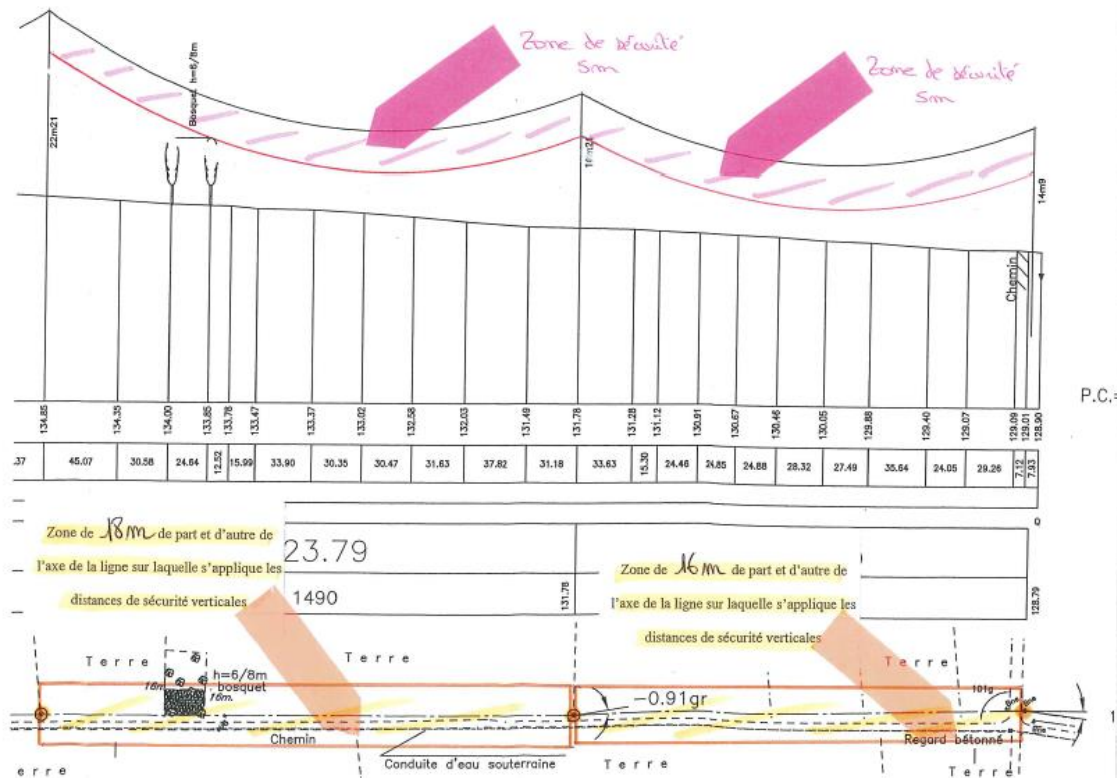 Zone de sécurité
5m
Zone de sécurité
5m
Bosquet h=6/8m
22m21
14m9
Chemin
P.C.=
134.85
134.35
134.00
133.85
133.78
133.47
133.37
133.02
132.58
132.03
131.49
131.78
131.28
131.12
130.91
130.67
130.46
130.05
129.88
129.40
129.07
129.09
129.01
128.90
.37
45.07
30.58
24.64
12.52
15.99
33.90
30.35
30.47
31.63
37.82
31.18
33.63
15.30
24.46
24.85
24.88
28.32
27.49
35.64
24.05
29.26
7.12
7.93
Zone de 18m de part et d'autre de
l'axe de la ligne sur laquelle s'applique les
distances de sécurité verticales
23.79
1490
131.78
Zone de 16m de part et d'autre de
l'axe de la ligne sur laquelle s'applique les
distances de sécurité verticales
128.79
Terre
Terre
Terre
h=6/8m
bosquet
16m.
16m.
-0.91gr
101g
Chemin
Conduite d'eau souterraine
Regard bétonné
erre
Terre
Terre
1